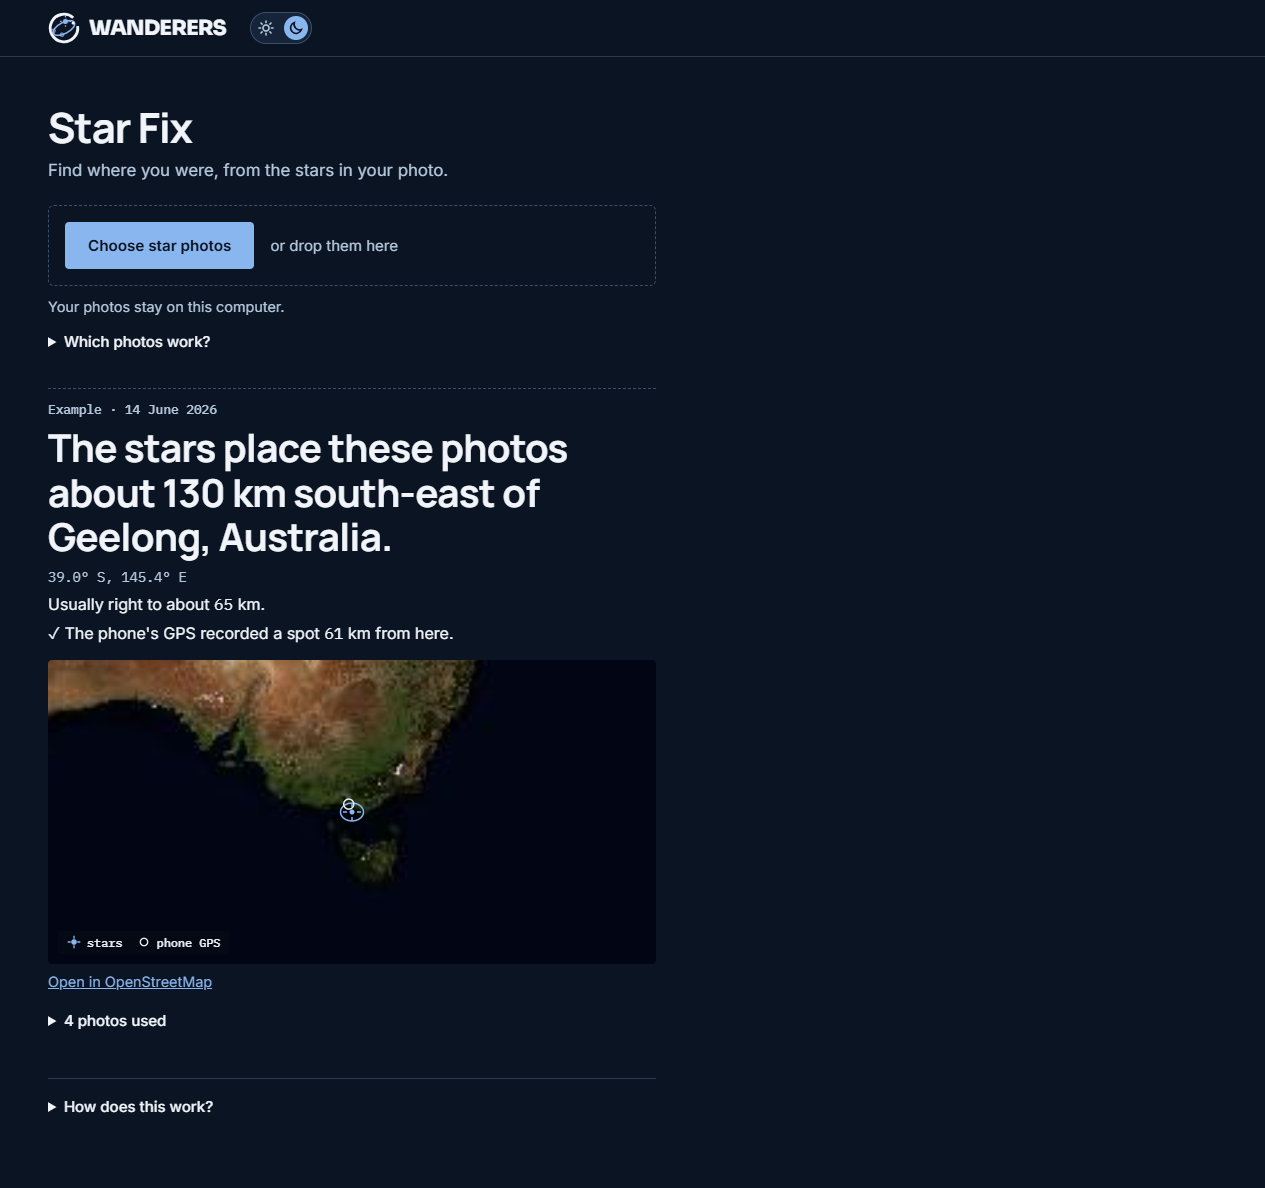 WANDERERS
Star Fix
Find where you were, from the stars in your photo.
Choose star photos
or drop them here
Your photos stay on this computer.
Which photos work?
Example · 14 June 2026
The stars place these photos
about 130 km south-east of
Geelong, Australia.
39.0° S, 145.4° E
Usually right to about 65 km.
✓ The phone's GPS recorded a spot 61 km from here.
stars
phone GPS
Open in OpenStreetMap
4 photos used
How does this work?